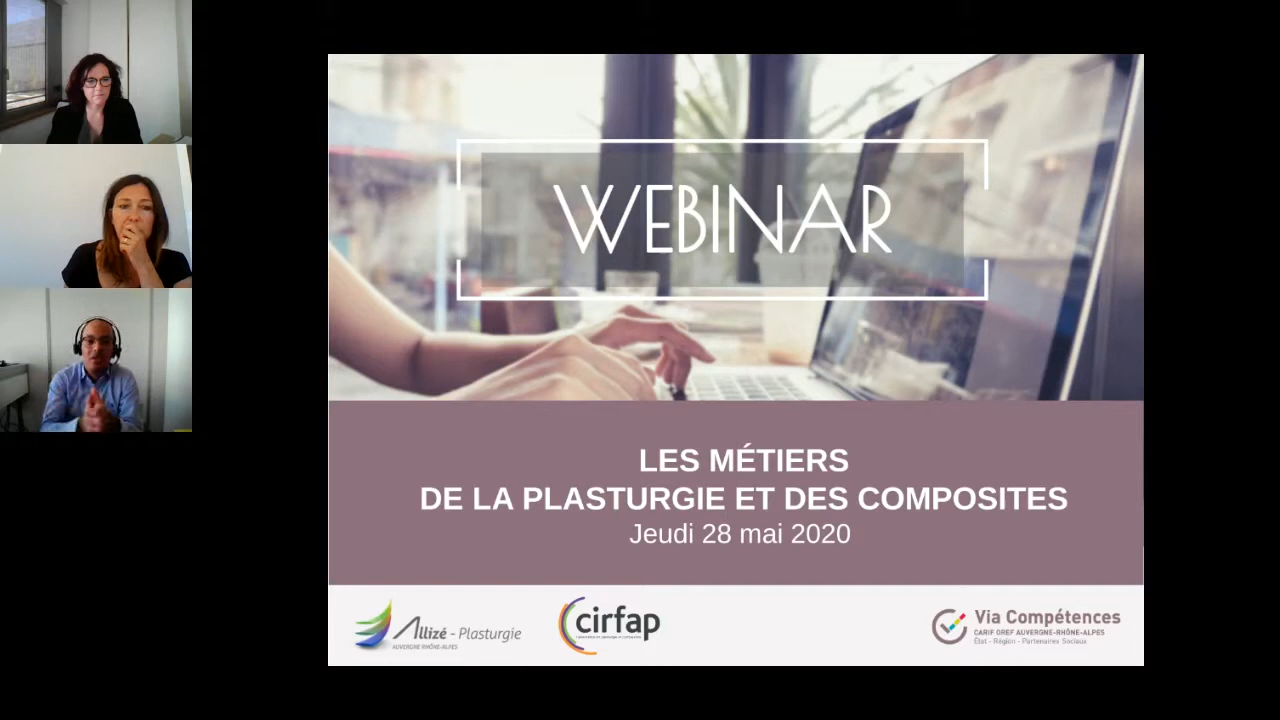 WEBINAR
LES MÉTIERS
DE LA PLASTURGIE ET DES COMPOSITES
Jeudi 28 mai 2020
Allizé - Plasturgie
AUVERGNE RHÔNE-ALPES
cirfap
Via Compétences
CARIF OREF AUVERGNE-RHÔNE-ALPES
État - Région - Partenaires Sociaux